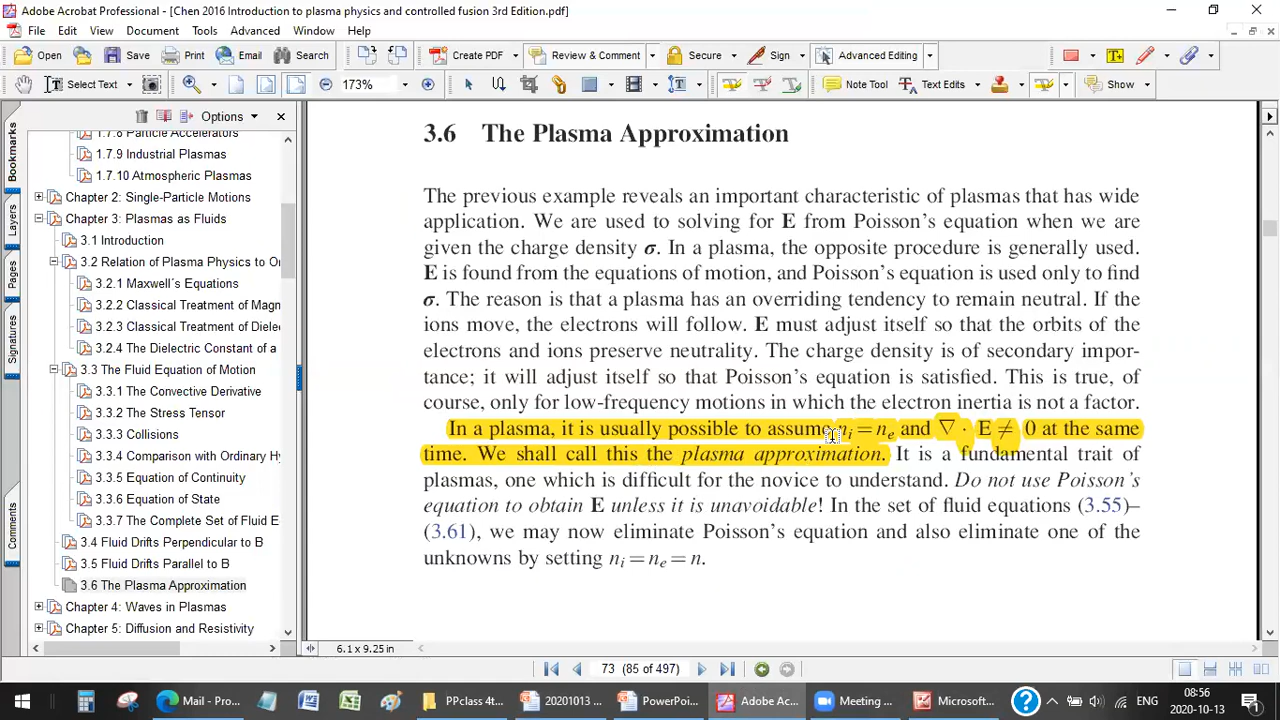 Adobe Acrobat Professional - [Chen 2016 Introduction to plasma physics and controlled fusion 3rd Edition.pdf]
File Edit View Document Tools Advanced Window Help
Open Save Print Email Search Create PDF Review & Comment Secure Sign Advanced Editing
Select Text 173% Note Tool Text Edits Show
Options
Bookmarks
Layers
Pages
Signatures
Comments
1.7.8 Particle Accelerators
1.7.9 Industrial Plasmas
1.7.10 Atmospheric Plasmas
Chapter 2: Single-Particle Motions
Chapter 3: Plasmas as Fluids
3.1 Introduction
3.2 Relation of Plasma Physics to Or
3.2.1 Maxwell´s Equations
3.2.2 Classical Treatment of Magn
3.2.3 Classical Treatment of Diele
3.2.4 The Dielectric Constant of a
3.3 The Fluid Equation of Motion
3.3.1 The Convective Derivative
3.3.2 The Stress Tensor
3.3.3 Collisions
3.3.4 Comparison with Ordinary H
3.3.5 Equation of Continuity
3.3.6 Equation of State
3.3.7 The Complete Set of Fluid E
3.4 Fluid Drifts Perpendicular to B
3.5 Fluid Drifts Parallel to B
3.6 The Plasma Approximation
Chapter 4: Waves in Plasmas
Chapter 5: Diffusion and Resistivity
3.6 The Plasma Approximation
The previous example reveals an important characteristic of plasmas that has wide
application. We are used to solving for E from Poisson's equation when we are
given the charge density σ. In a plasma, the opposite procedure is generally used.
E is found from the equations of motion, and Poisson's equation is used only to find
σ. The reason is that a plasma has an overriding tendency to remain neutral. If the
ions move, the electrons will follow. E must adjust itself so that the orbits of the
electrons and ions preserve neutrality. The charge density is of secondary impor-
tance; it will adjust itself so that Poisson's equation is satisfied. This is true, of
course, only for low-frequency motions in which the electron inertia is not a factor.
In a plasma, it is usually possible to assume nᵢ = nₑ and ∇ · E ≠ 0 at the same
time. We shall call this the plasma approximation. It is a fundamental trait of
plasmas, one which is difficult for the novice to understand. Do not use Poisson's
equation to obtain E unless it is unavoidable! In the set of fluid equations (3.55)–
(3.61), we may now eliminate Poisson's equation and also eliminate one of the
unknowns by setting nᵢ = nₑ = n.
6.1 x 9.25 in
73 (85 of 497)
Mail - Pro... PPclass 4t... 20201013 ... PowerPoi... Adobe Ac... Meeting ... Microsoft... ENG
08:56
2020-10-13